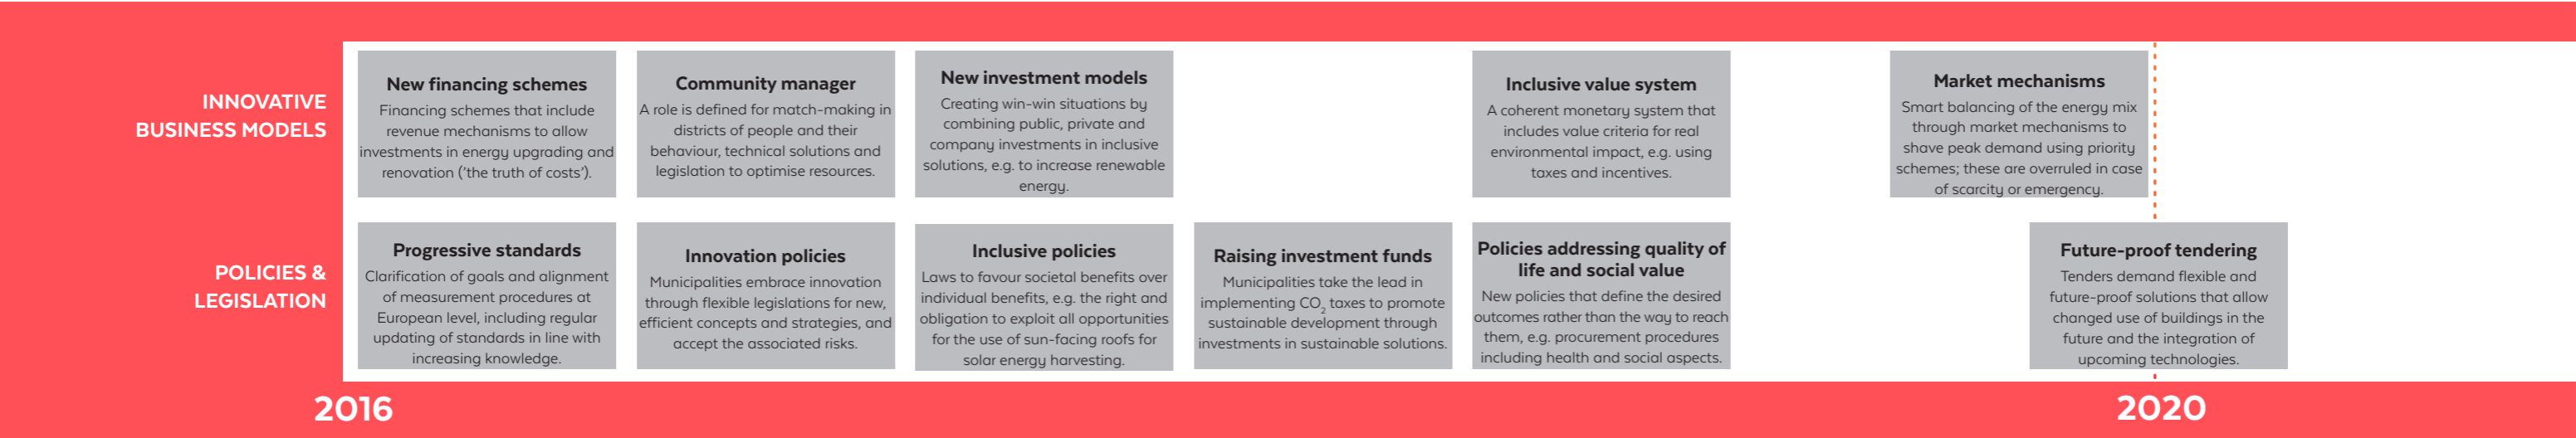 INNOVATIVE
BUSINESS MODELS
New financing schemes
Financing schemes that include
revenue mechanisms to allow
investments in energy upgrading and
renovation ('the truth of costs').
Community manager
A role is defined for match-making in
districts of people and their
behaviour, technical solutions and
legislation to optimise resources.
New investment models
Creating win-win situations by
combining public, private and
company investments in inclusive
solutions, e.g. to increase renewable
energy.
Inclusive value system
A coherent monetary system that
includes value criteria for real
environmental impact, e.g. using
taxes and incentives.
Market mechanisms
Smart balancing of the energy mix
through market mechanisms to
shave peak demand using priority
schemes; these are overruled in case
of scarcity or emergency.
POLICIES &
LEGISLATION
Progressive standards
Clarification of goals and alignment
of measurement procedures at
European level, including regular
updating of standards in line with
increasing knowledge.
Innovation policies
Municipalities embrace innovation
through flexible legislations for new,
efficient concepts and strategies, and
accept the associated risks.
Inclusive policies
Laws to favour societal benefits over
individual benefits, e.g. the right and
obligation to exploit all opportunities
for the use of sun-facing roofs for
solar energy harvesting.
Raising investment funds
Municipalities take the lead in
implementing CO₂ taxes to promote
sustainable development through
investments in sustainable solutions.
Policies addressing quality of
life and social value
New policies that define the desired
outcomes rather than the way to reach
them, e.g. procurement procedures
including health and social aspects.
Future-proof tendering
Tenders demand flexible and
future-proof solutions that allow
changed use of buildings in the
future and the integration of
upcoming technologies.
2016
2020